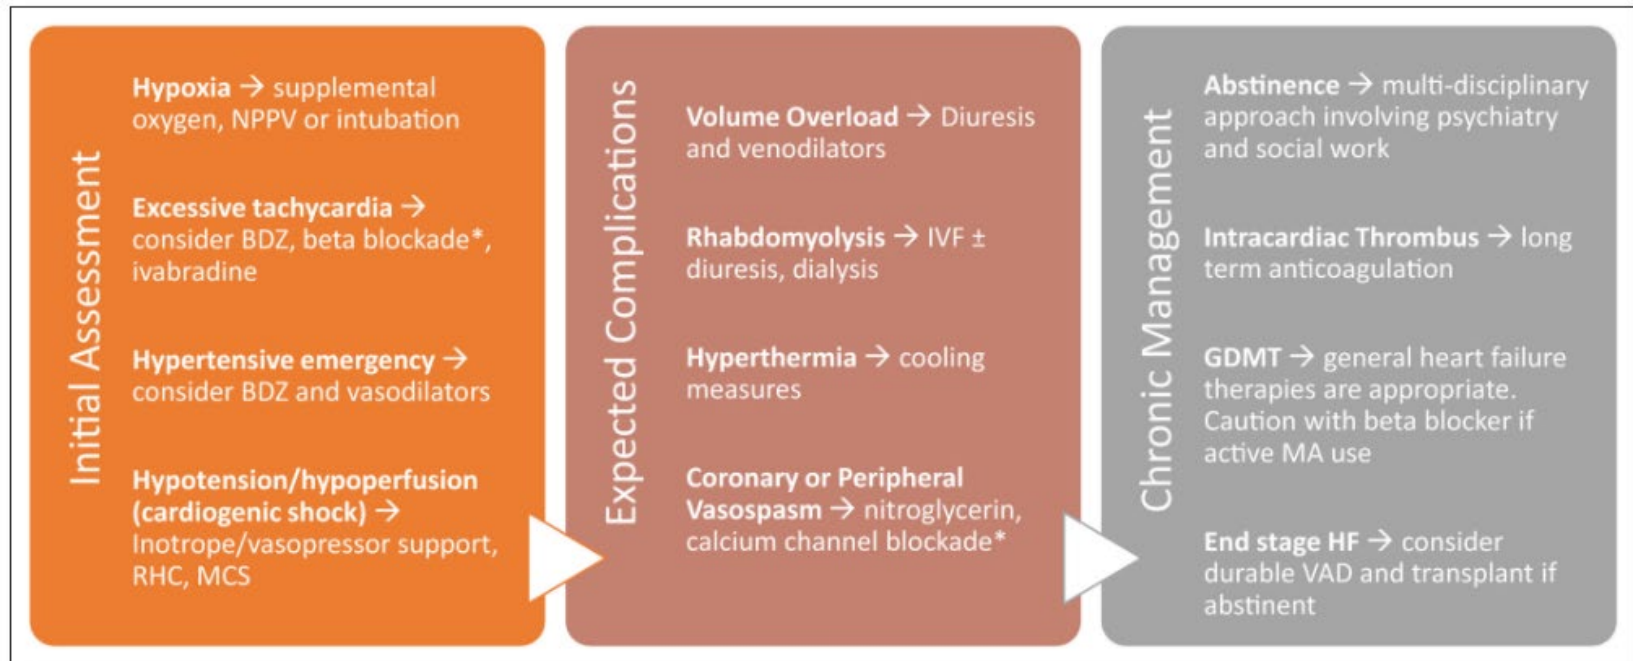 Initial Assessment
Hypoxia → supplemental
oxygen, NPPV or intubation
Excessive tachycardia →
consider BDZ, beta blockade*,
ivabradine
Hypertensive emergency →
consider BDZ and vasodilators
Hypotension/hypoperfusion
(cardiogenic shock) →
Inotrope/vasopressor support,
RHC, MCS
Expected Complications
Volume Overload → Diuresis
and venodilators
Rhabdomyolysis → IVF ±
diuresis, dialysis
Hyperthermia → cooling
measures
Coronary or Peripheral
Vasospasm → nitroglycerin,
calcium channel blockade*
Chronic Management
Abstinence → multi-disciplinary
approach involving psychiatry
and social work
Intracardiac Thrombus → long
term anticoagulation
GDMT → general heart failure
therapies are appropriate.
Caution with beta blocker if
active MA use
End stage HF → consider
durable VAD and transplant if
abstinent